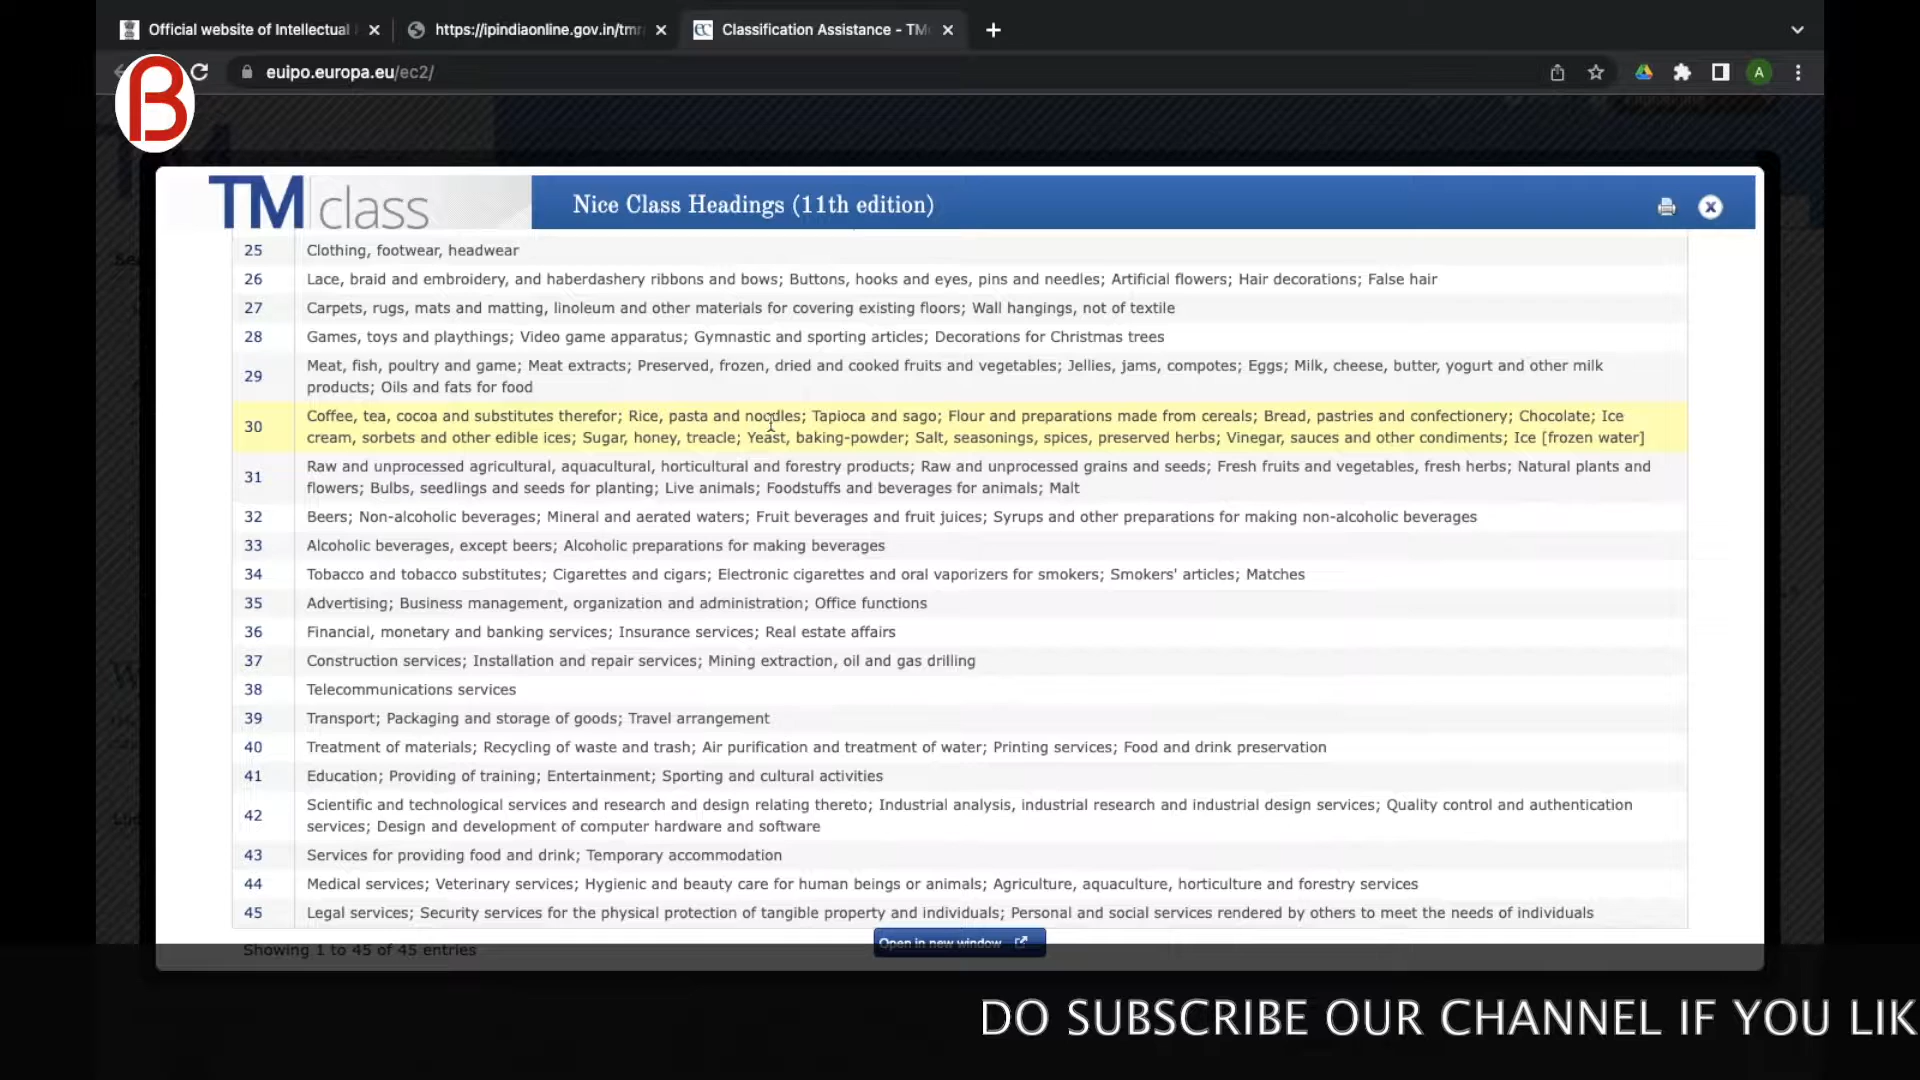 Official website of Intellectual
https://ipindiaonline.gov.in/tmr
Classification Assistance - TM
euipo.europa.eu/ec2/
A
B
TM class
Nice Class Headings (11th edition)
25 Clothing, footwear, headwear
26 Lace, braid and embroidery, and haberdashery ribbons and bows; Buttons, hooks and eyes, pins and needles; Artificial flowers; Hair decorations; False hair
27 Carpets, rugs, mats and matting, linoleum and other materials for covering existing floors; Wall hangings, not of textile
28 Games, toys and playthings; Video game apparatus; Gymnastic and sporting articles; Decorations for Christmas trees
29 Meat, fish, poultry and game; Meat extracts; Preserved, frozen, dried and cooked fruits and vegetables; Jellies, jams, compotes; Eggs; Milk, cheese, butter, yogurt and other milk
products; Oils and fats for food
30 Coffee, tea, cocoa and substitutes therefor; Rice, pasta and noodles; Tapioca and sago; Flour and preparations made from cereals; Bread, pastries and confectionery; Chocolate; Ice
cream, sorbets and other edible ices; Sugar, honey, treacle; Yeast, baking-powder; Salt, seasonings, spices, preserved herbs; Vinegar, sauces and other condiments; Ice [frozen water]
31 Raw and unprocessed agricultural, aquacultural, horticultural and forestry products; Raw and unprocessed grains and seeds; Fresh fruits and vegetables, fresh herbs; Natural plants and
flowers; Bulbs, seedlings and seeds for planting; Live animals; Foodstuffs and beverages for animals; Malt
32 Beers; Non-alcoholic beverages; Mineral and aerated waters; Fruit beverages and fruit juices; Syrups and other preparations for making non-alcoholic beverages
33 Alcoholic beverages, except beers; Alcoholic preparations for making beverages
34 Tobacco and tobacco substitutes; Cigarettes and cigars; Electronic cigarettes and oral vaporizers for smokers; Smokers' articles; Matches
35 Advertising; Business management, organization and administration; Office functions
36 Financial, monetary and banking services; Insurance services; Real estate affairs
37 Construction services; Installation and repair services; Mining extraction, oil and gas drilling
38 Telecommunications services
39 Transport; Packaging and storage of goods; Travel arrangement
40 Treatment of materials; Recycling of waste and trash; Air purification and treatment of water; Printing services; Food and drink preservation
41 Education; Providing of training; Entertainment; Sporting and cultural activities
42 Scientific and technological services and research and design relating thereto; Industrial analysis, industrial research and industrial design services; Quality control and authentication
services; Design and development of computer hardware and software
43 Services for providing food and drink; Temporary accommodation
44 Medical services; Veterinary services; Hygienic and beauty care for human beings or animals; Agriculture, aquaculture, horticulture and forestry services
45 Legal services; Security services for the physical protection of tangible property and individuals; Personal and social services rendered by others to meet the needs of individuals
Open in new window
Showing 1 to 45 of 45 entries
DO SUBSCRIBE OUR CHANNEL IF YOU LIK